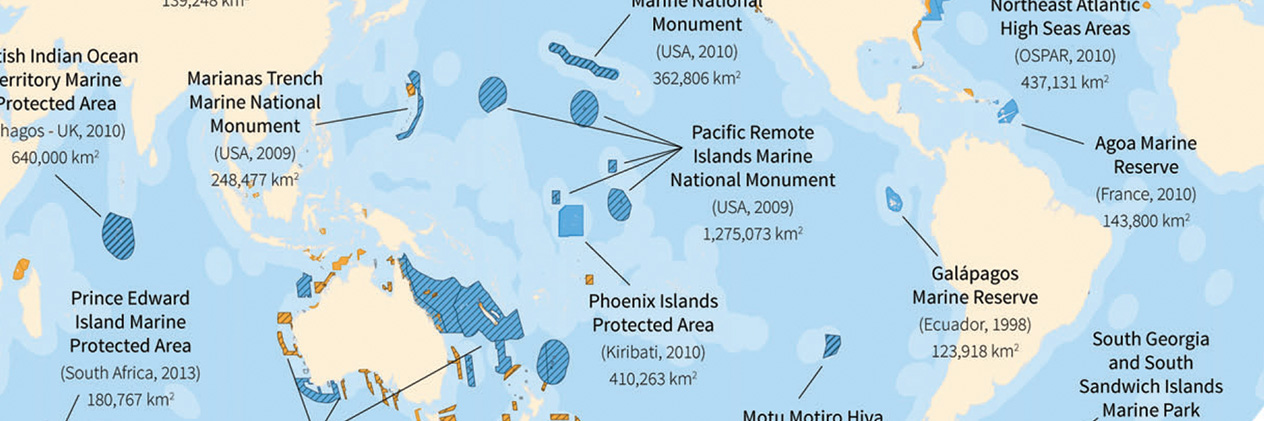 139,248 km²
Marine National
Monument
(USA, 2010)
362,806 km²
Northeast Atlantic
High Seas Areas
(OSPAR, 2010)
437,131 km²
tish Indian Ocean
erritory Marine
Protected Area
hagos - UK, 2010)
640,000 km²
Marianas Trench
Marine National
Monument
(USA, 2009)
248,477 km²
Pacific Remote
Islands Marine
National Monument
(USA, 2009)
1,275,073 km²
Agoa Marine
Reserve
(France, 2010)
143,800 km²
Prince Edward
Island Marine
Protected Area
(South Africa, 2013)
180,767 km²
Phoenix Islands
Protected Area
(Kiribati, 2010)
410,263 km²
Galápagos
Marine Reserve
(Ecuador, 1998)
123,918 km²
South Georgia
and South
Sandwich Islands
Marine Park
Motu Motiro Hiva